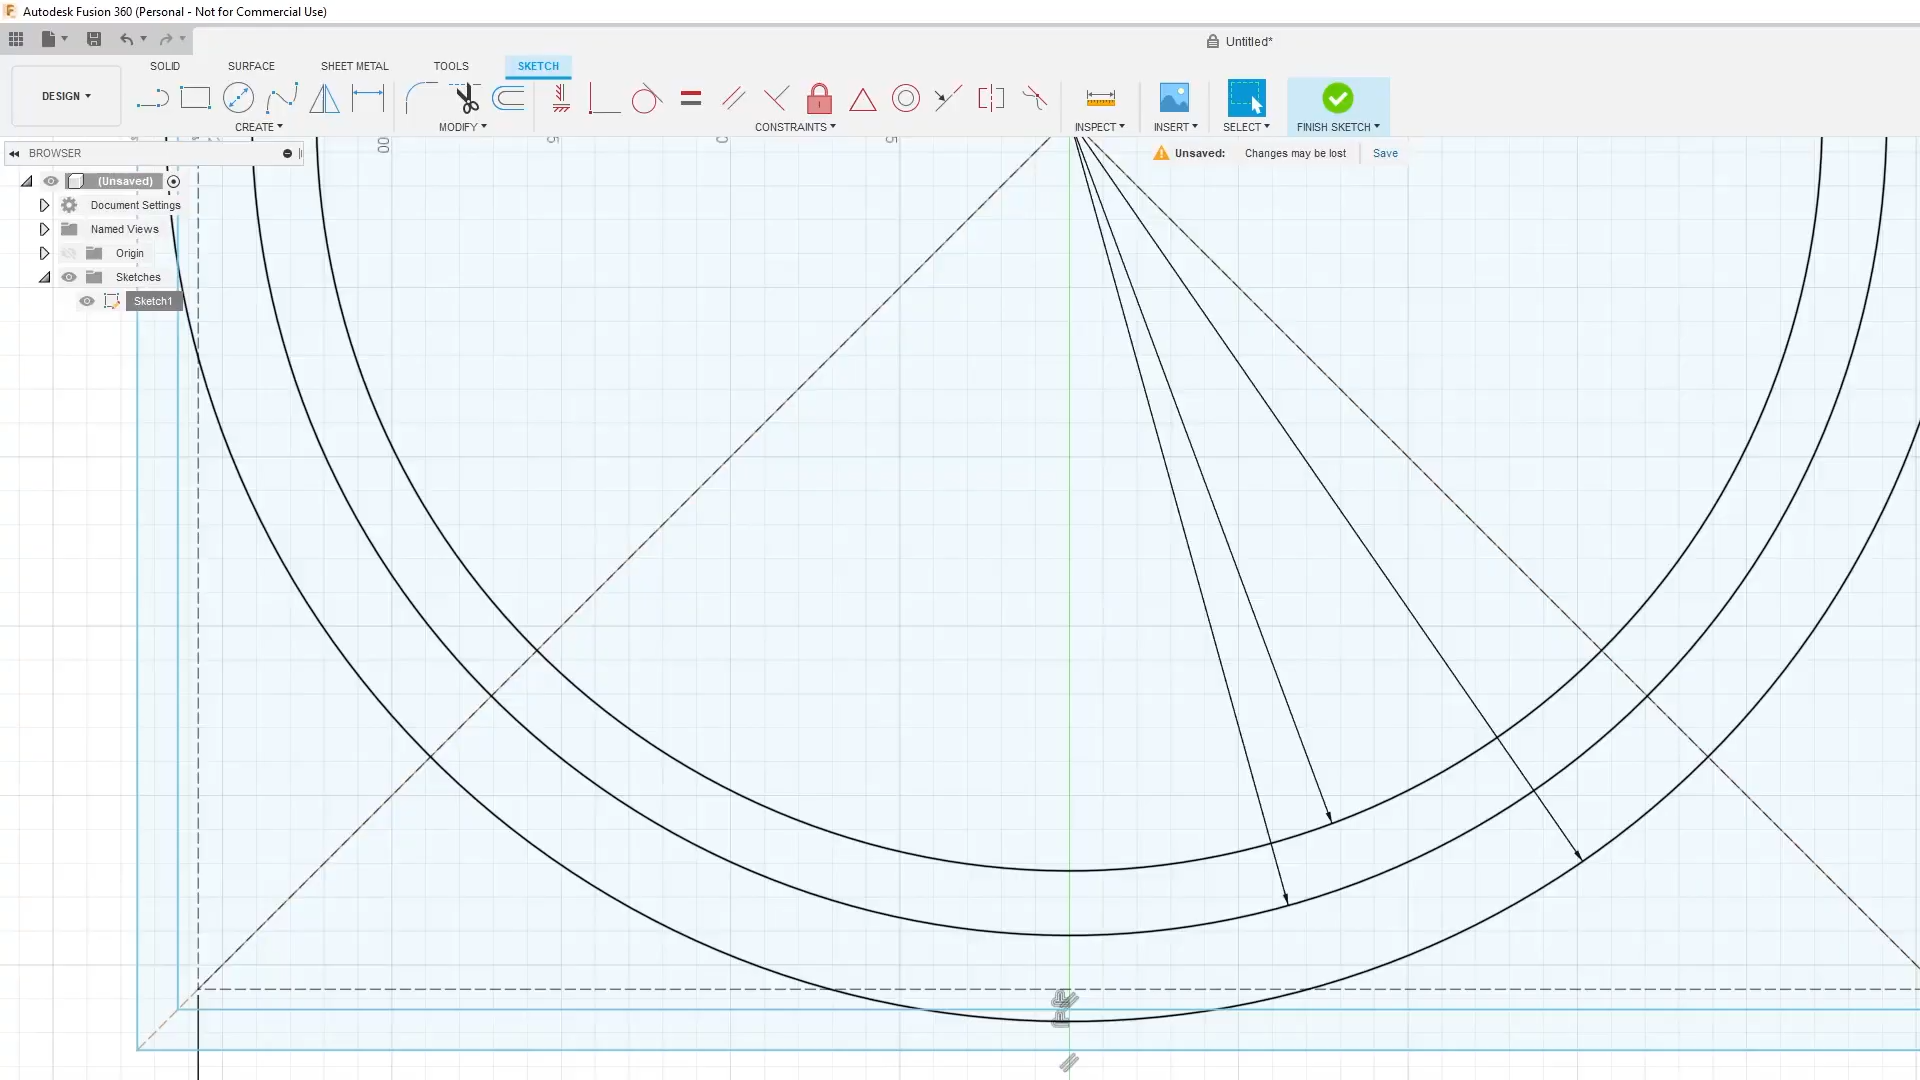 Autodesk Fusion 360 (Personal - Not for Commercial Use)
Untitled*
SOLID SURFACE SHEET METAL TOOLS SKETCH
DESIGN
CREATE MODIFY CONSTRAINTS INSPECT INSERT SELECT FINISH SKETCH
BROWSER
Unsaved: Changes may be lost Save
(Unsaved)
Document Settings
Named Views
Origin
Sketches
Sketch1